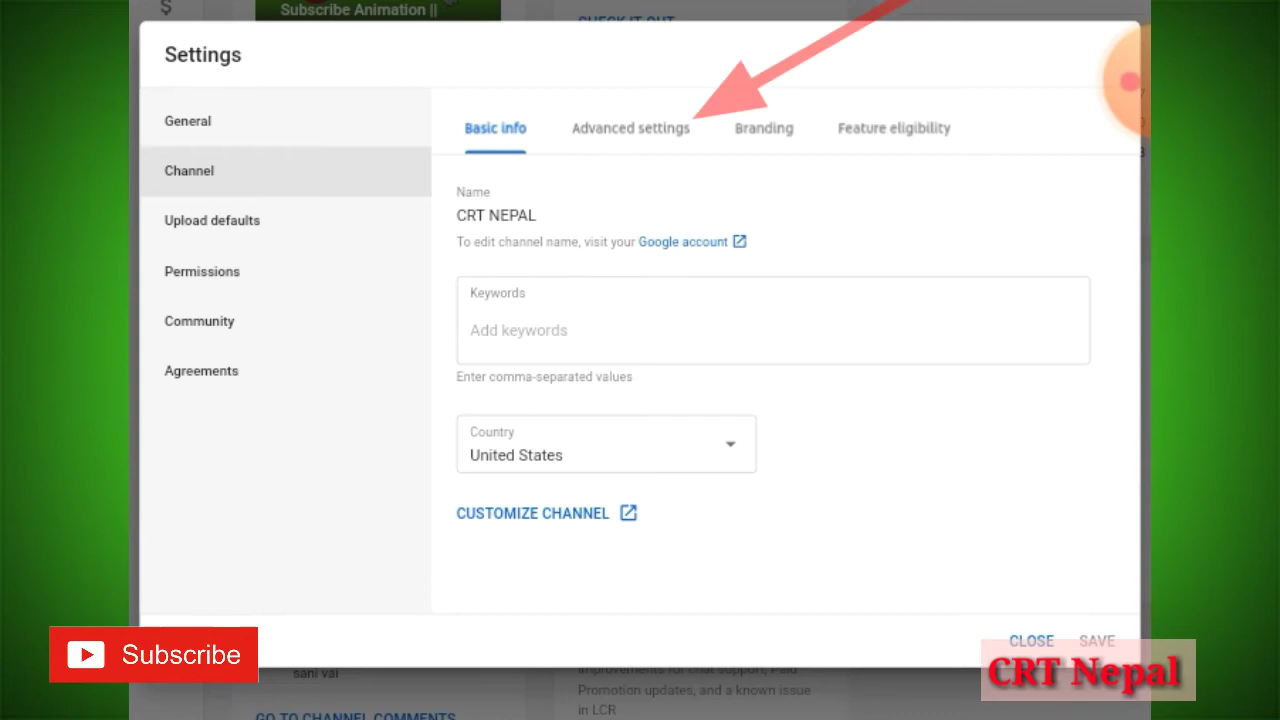 Subscribe Animation ||
CHECK IT OUT
Settings
General
Channel
Upload defaults
Permissions
Community
Agreements
Basic info
Advanced settings
Branding
Feature eligibility
Name
CRT NEPAL
To edit channel name, visit your Google account
Keywords
Add keywords
Enter comma-separated values
Country
United States
CUSTOMIZE CHANNEL
CLOSE
SAVE
Subscribe
CRT Nepal
sani vai
GO TO CHANNEL COMMENTS
improvements for chat support, Paid
Promotion updates, and a known issue
in LCR